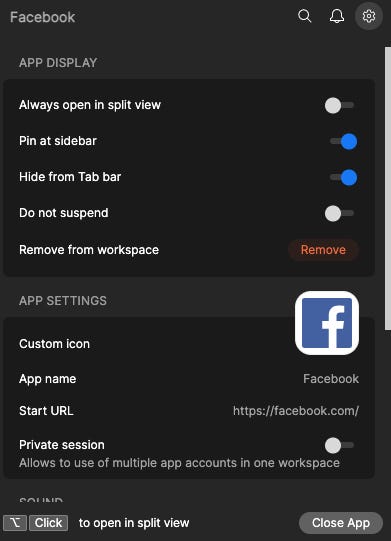 Facebook
APP DISPLAY
Always open in split view
Pin at sidebar
Hide from Tab bar
Do not suspend
Remove from workspace Remove
APP SETTINGS
Custom icon
App name Facebook
Start URL https://facebook.com/
Private session
Allows to use of multiple app accounts in one workspace
SOUND
⌥ Click to open in split view Close App